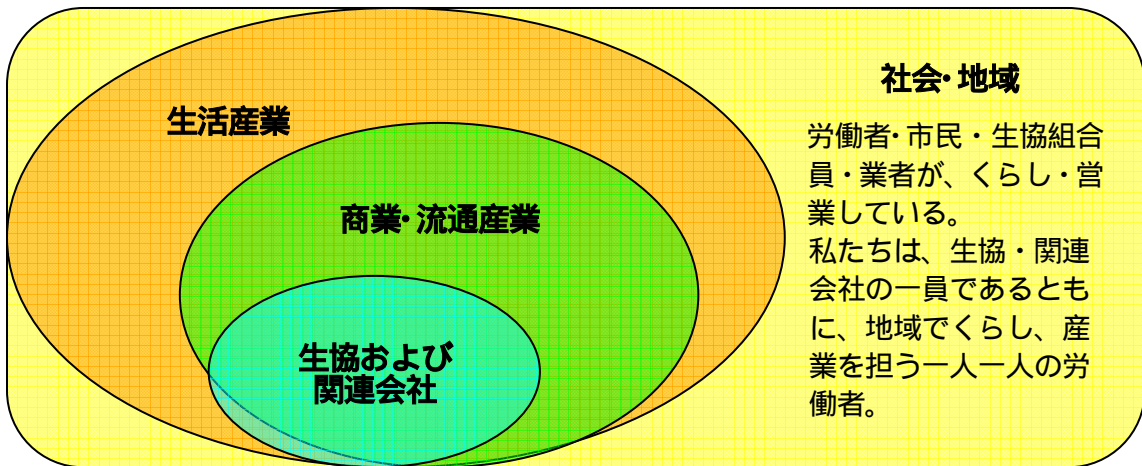 社会・地域
生活産業
労働者・市民・生協組合
員・業者が、くらし・営
業している。
私たちは、生協・関連
会社の一員であるととも
に、地域でくらし、産
業を担う一人一人の労
働者。
商業・流通産業
生協および
関連会社